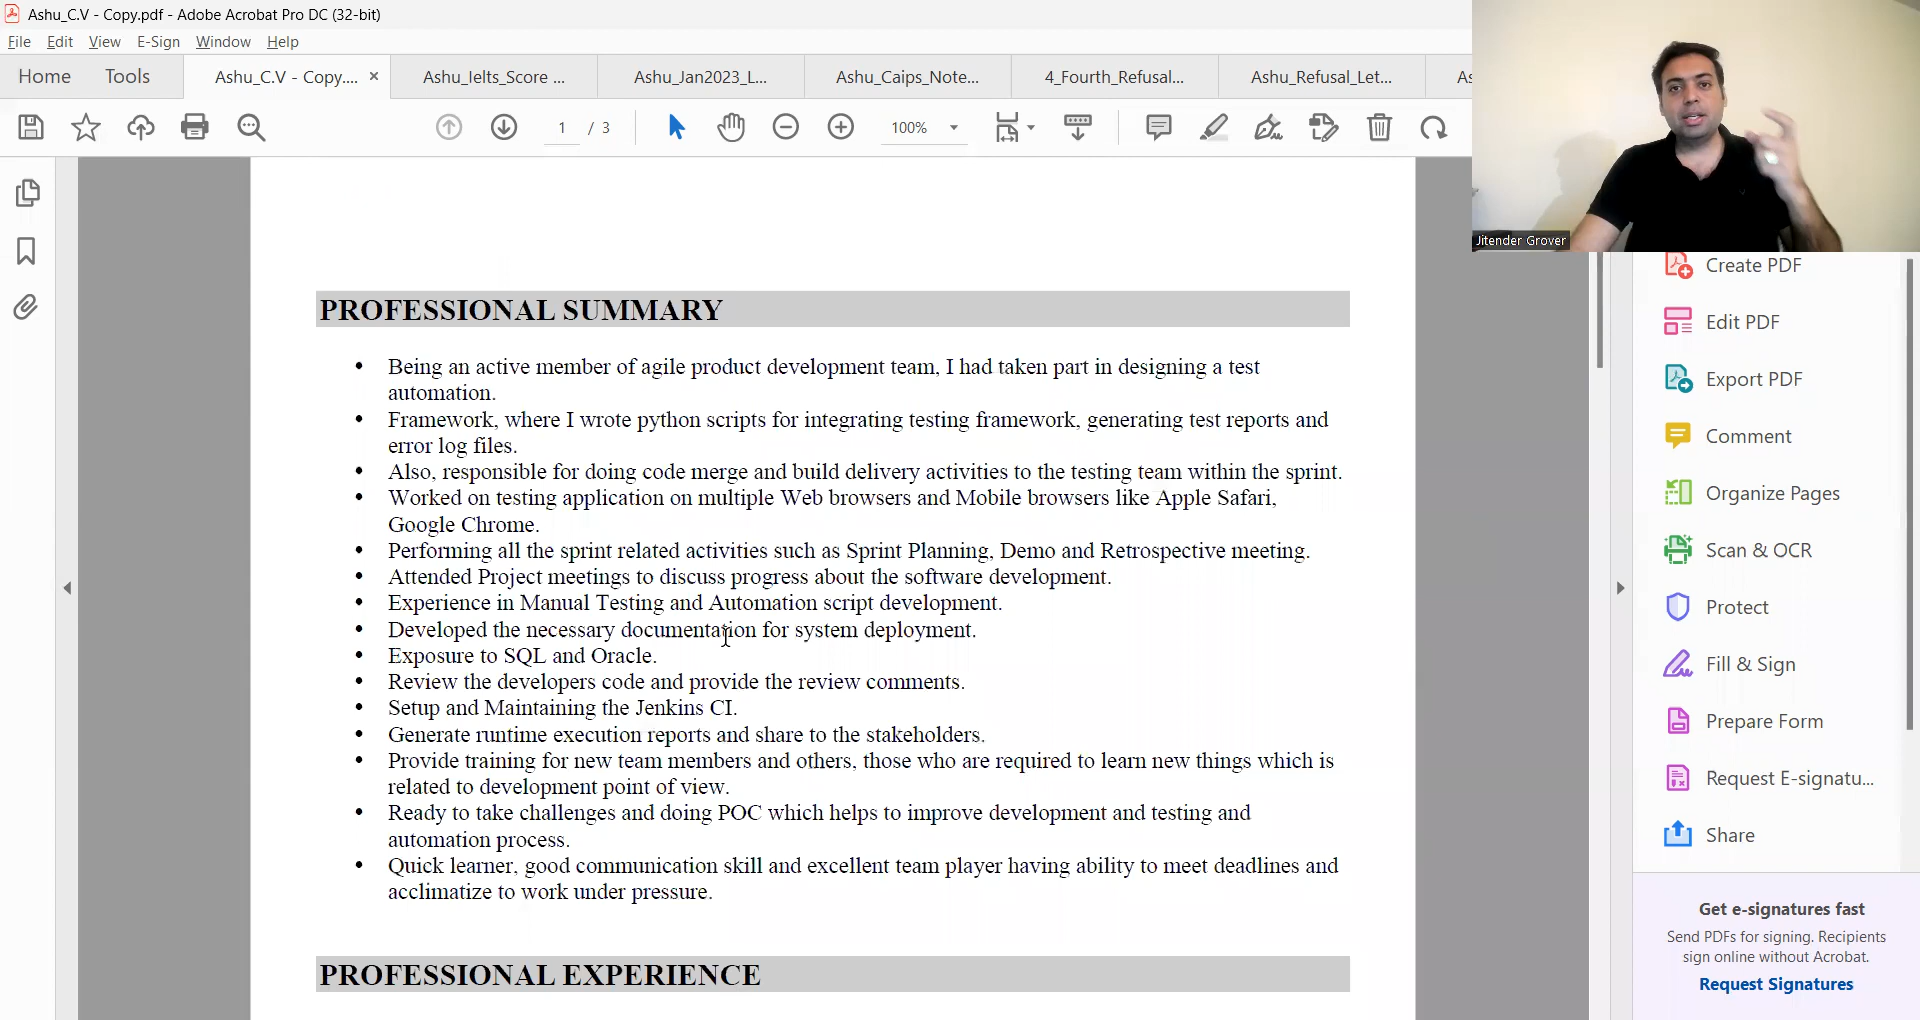 Ashu_C.V - Copy.pdf - Adobe Acrobat Pro DC (32-bit)
File Edit View E-Sign Window Help
Home Tools Ashu_C.V - Copy.... × Ashu_Ielts_Score ... Ashu_Jan2023_L... Ashu_Caips_Note... 4_Fourth_Refusal... Ashu_Refusal_Let... As
1 / 3 100%
Jitender Grover
PROFESSIONAL SUMMARY
• Being an active member of agile product development team, I had taken part in designing a test
automation.
• Framework, where I wrote python scripts for integrating testing framework, generating test reports and
error log files.
• Also, responsible for doing code merge and build delivery activities to the testing team within the sprint.
• Worked on testing application on multiple Web browsers and Mobile browsers like Apple Safari,
Google Chrome.
• Performing all the sprint related activities such as Sprint Planning, Demo and Retrospective meeting.
• Attended Project meetings to discuss progress about the software development.
• Experience in Manual Testing and Automation script development.
• Developed the necessary documentation for system deployment.
• Exposure to SQL and Oracle.
• Review the developers code and provide the review comments.
• Setup and Maintaining the Jenkins CI.
• Generate runtime execution reports and share to the stakeholders.
• Provide training for new team members and others, those who are required to learn new things which is
related to development point of view.
• Ready to take challenges and doing POC which helps to improve development and testing and
automation process.
• Quick learner, good communication skill and excellent team player having ability to meet deadlines and
acclimatize to work under pressure.
PROFESSIONAL EXPERIENCE
Create PDF
Edit PDF
Export PDF
Comment
Organize Pages
Scan & OCR
Protect
Fill & Sign
Prepare Form
Request E-signatu...
Share
Get e-signatures fast
Send PDFs for signing. Recipients
sign online without Acrobat.
Request Signatures